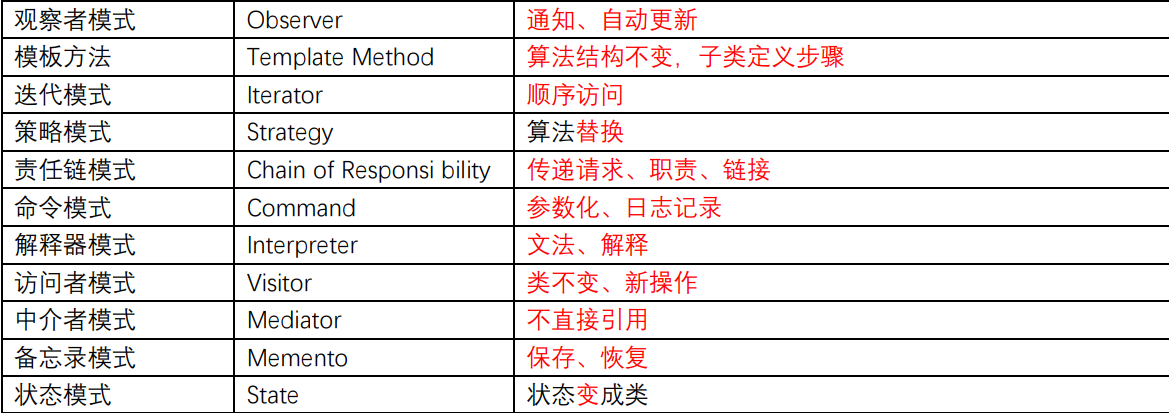 观察者模式 Observer 通知、自动更新
模板方法 Template Method 算法结构不变，子类定义步骤
迭代模式 Iterator 顺序访问
策略模式 Strategy 算法替换
责任链模式 Chain of Responsi bility 传递请求、职责、链接
命令模式 Command 参数化、日志记录
解释器模式 Interpreter 文法、解释
访问者模式 Visitor 类不变、新操作
中介者模式 Mediator 不直接引用
备忘录模式 Memento 保存、恢复
状态模式 State 状态变成类